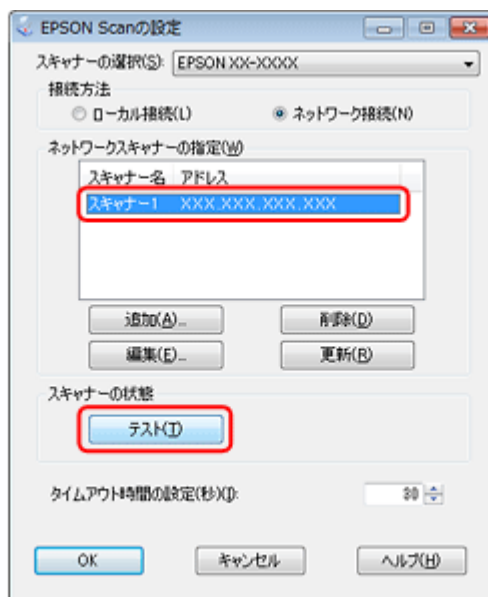 EPSON Scanの設定
スキャナーの選択(S): EPSON XX-XXXX
接続方法
ローカル接続(L) ネットワーク接続(N)
ネットワークスキャナーの指定(W)
スキャナー名 アドレス
スキャナー1 XXX.XXX.XXX.XXX
追加(A)... 削除(D)
編集(E)... 更新(R)
スキャナーの状態
テスト(T)
タイムアウト時間の設定(秒)(I): 30
OK キャンセル ヘルプ(H)